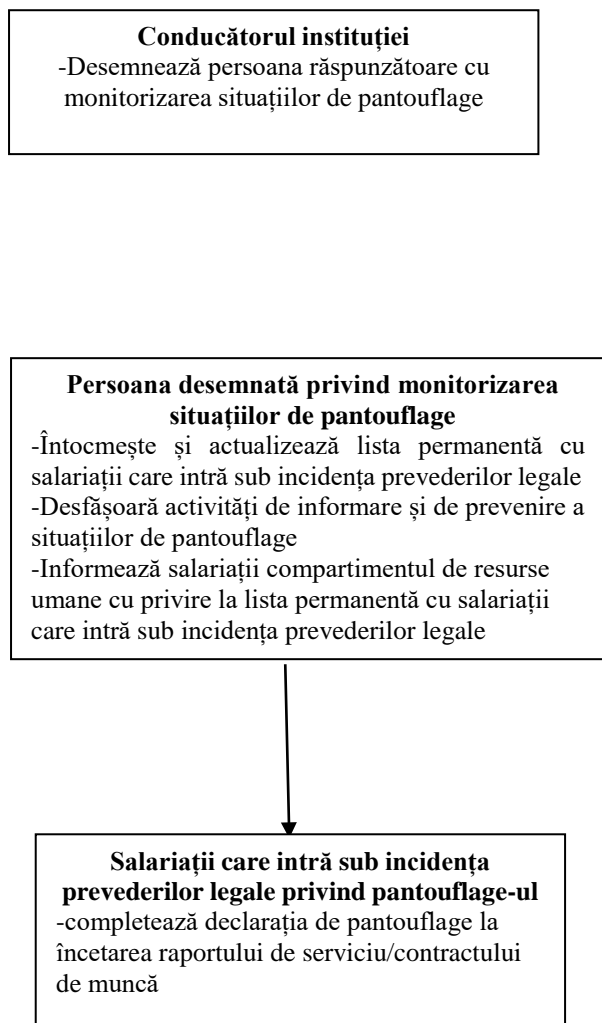 Conducătorul instituției
-Desemnează persoana răspunzătoare cu
monitorizarea situațiilor de pantouflage
Persoana desemnată privind monitorizarea
situațiilor de pantouflage
-Întocmește și actualizează lista permanentă cu
salariații care intră sub incidența prevederilor legale
-Desfășoară activități de informare și de prevenire a
situațiilor de pantouflage
-Informează salariații compartimentul de resurse
umane cu privire la lista permanentă cu salariații
care intră sub incidența prevederilor legale
Salariații care intră sub incidența
prevederilor legale privind pantouflage-ul
-completează declarația de pantouflage la
încetarea raportului de serviciu/contractului
de muncă